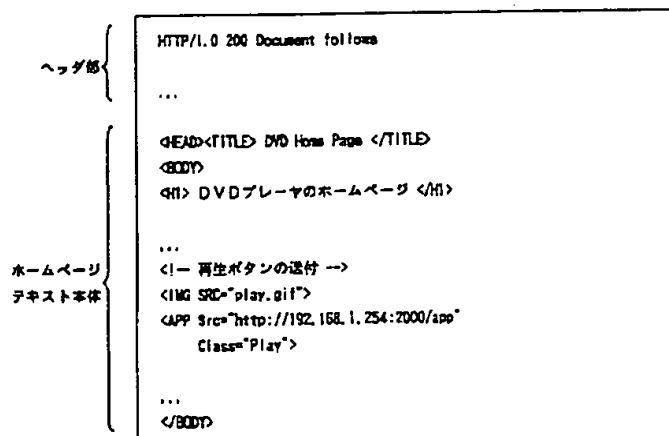 HTTP/1.0 200 Document follows
ヘッダ部
...
<HEAD><TITLE> DVD Home Page </TITLE>
<BODY>
<H1> DVDプレーヤのホームページ </H1>
...
ホームページ
テキスト本体
<!-- 再生ボタンの送付 -->
<IMG SRC="play.gif">
<APP Src="http://192.168.1.254:2000/app"
Class="Play">
...
</BODY>